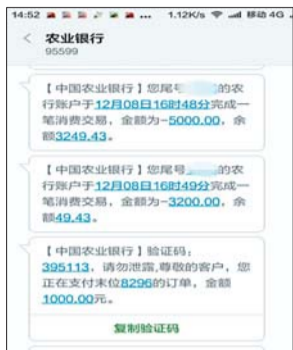 14:52 ... 1.12K/s 移动4G
农业银行
95599
【中国农业银行】您尾号 的农
行账户于12月08日16时48分完成一
笔消费交易，金额为-5000.00，余
额3249.43。
【中国农业银行】您尾号 的农
行账户于12月08日16时49分完成一
笔消费交易，金额为-3200.00，余
额49.43。
【中国农业银行】验证码：
395113，请勿泄露,尊敬的客户，您
正在支付末位8296的订单，金额
1000.00元。
复制验证码